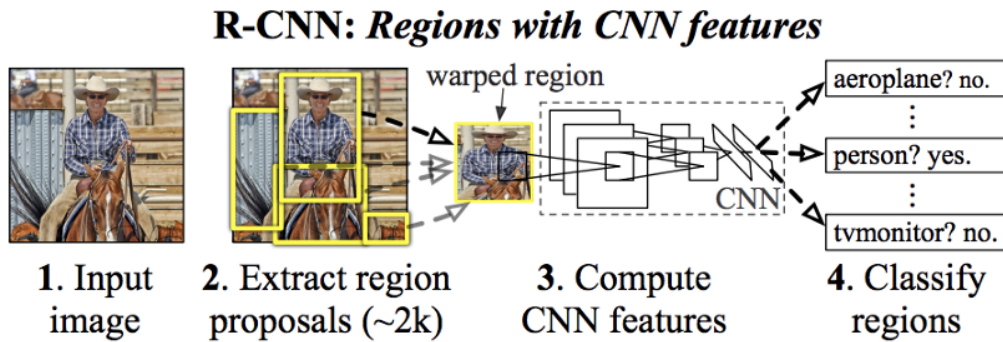 R-CNN: Regions with CNN features
warped region
aeroplane? no.
person? yes.
tvmonitor? no.
CNN
1. Input
image
2. Extract region
proposals (~2k)
3. Compute
CNN features
4. Classify
regions